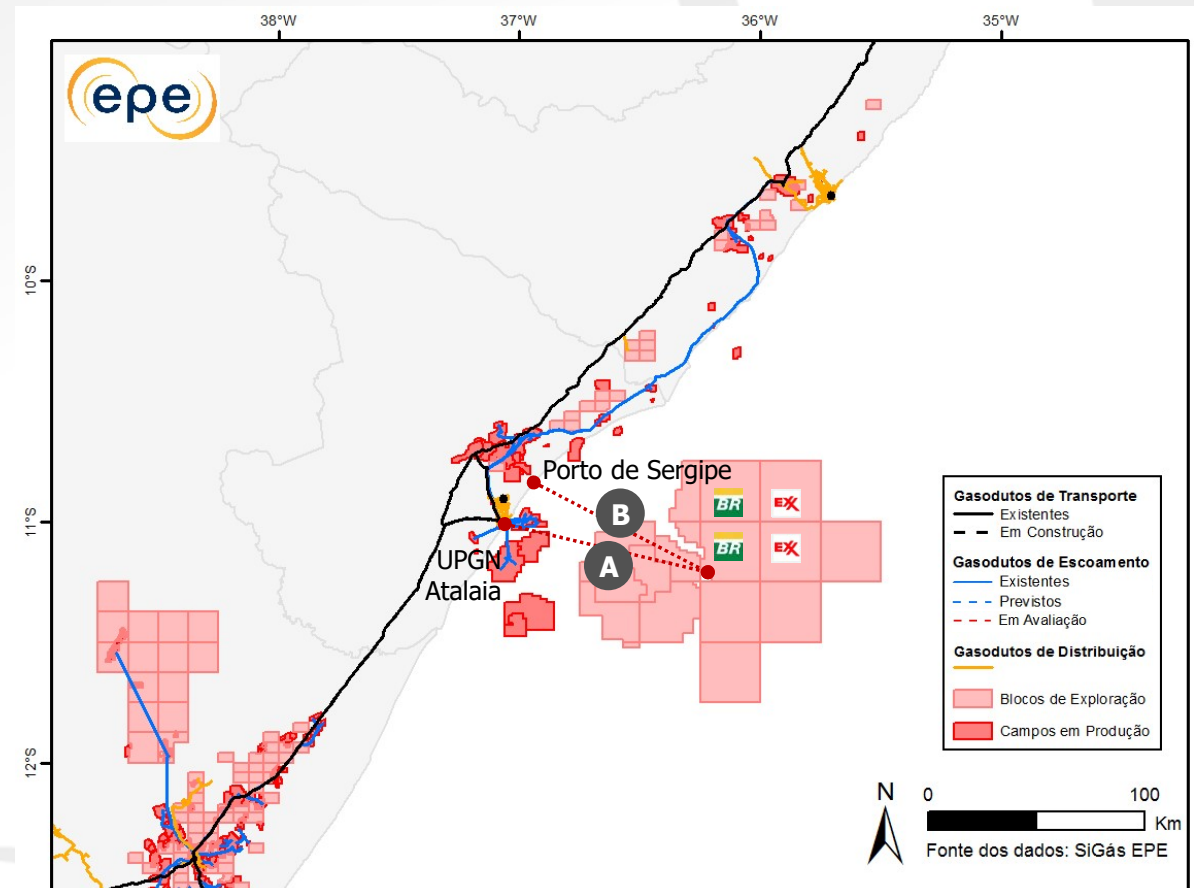 38°W
37°W
36°W
35°W
epe
10°S
11°S
12°S
Porto de Sergipe
B
A
UPGN
Atalaia
BR
EX
BR
EX
Gasodutos de Transporte
Existentes
Em Construção
Gasodutos de Escoamento
Existentes
Previstos
Em Avaliação
Gasodutos de Distribuição
Blocos de Exploração
Campos em Produção
N
0
100
Km
Fonte dos dados: SiGás EPE